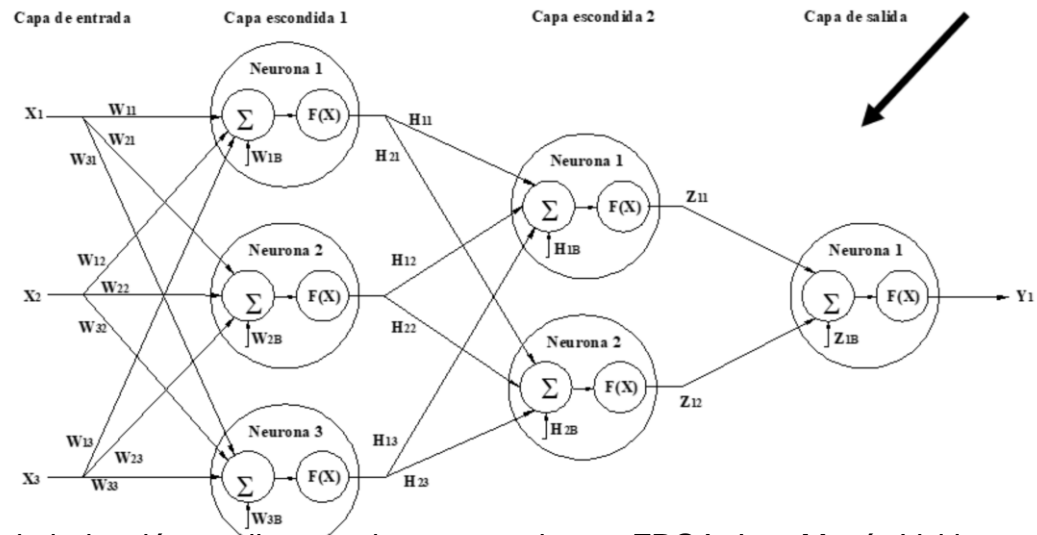 Capa de entrada
Capa escondida 1
Capa escondida 2
Capa de salida
Neurona 1
X1
W11
Σ
F(X)
H11
W21
W31
W1B
H21
Neurona 1
Σ
F(X)
Z11
H1B
Neurona 2
W12
H12
X2
W22
Σ
F(X)
W32
W2B
H22
Neurona 1
Σ
F(X)
Y1
Z1B
Neurona 2
Σ
F(X)
Z12
H2B
Neurona 3
W13
H13
W23
X3
W33
Σ
F(X)
H23
W3B